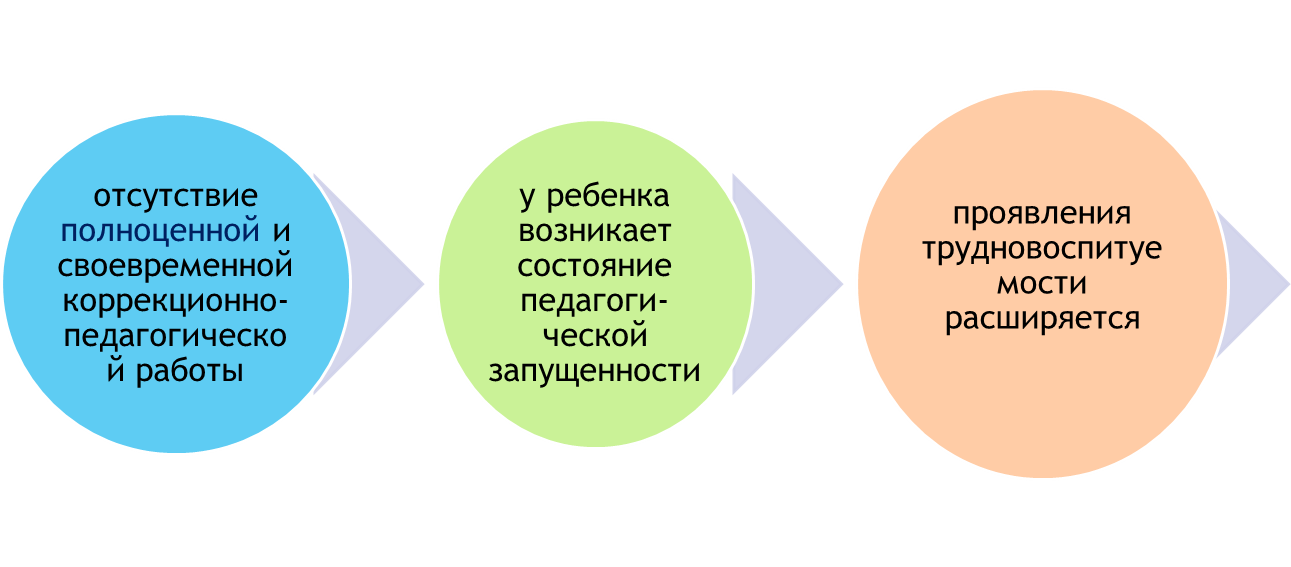 отсутствие
полноценной и
своевременной
коррекционно-
педагогическо
й работы
у ребенка
возникает
состояние
педагоги-
ческой
запущенности
проявления
трудновоспитуе
мости
расширяется